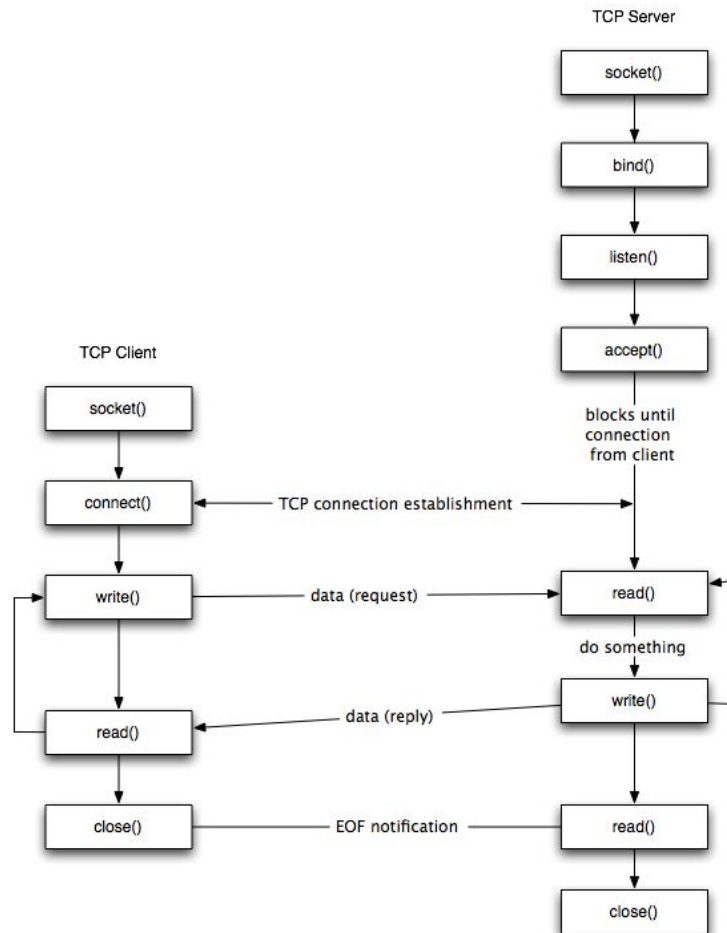 TCP Server
socket()
bind()
listen()
accept()
TCP Client
blocks until
connection
from client
socket()
connect()
TCP connection establishment
write()
data (request)
read()
do something
write()
data (reply)
read()
close()
EOF notification
read()
close()